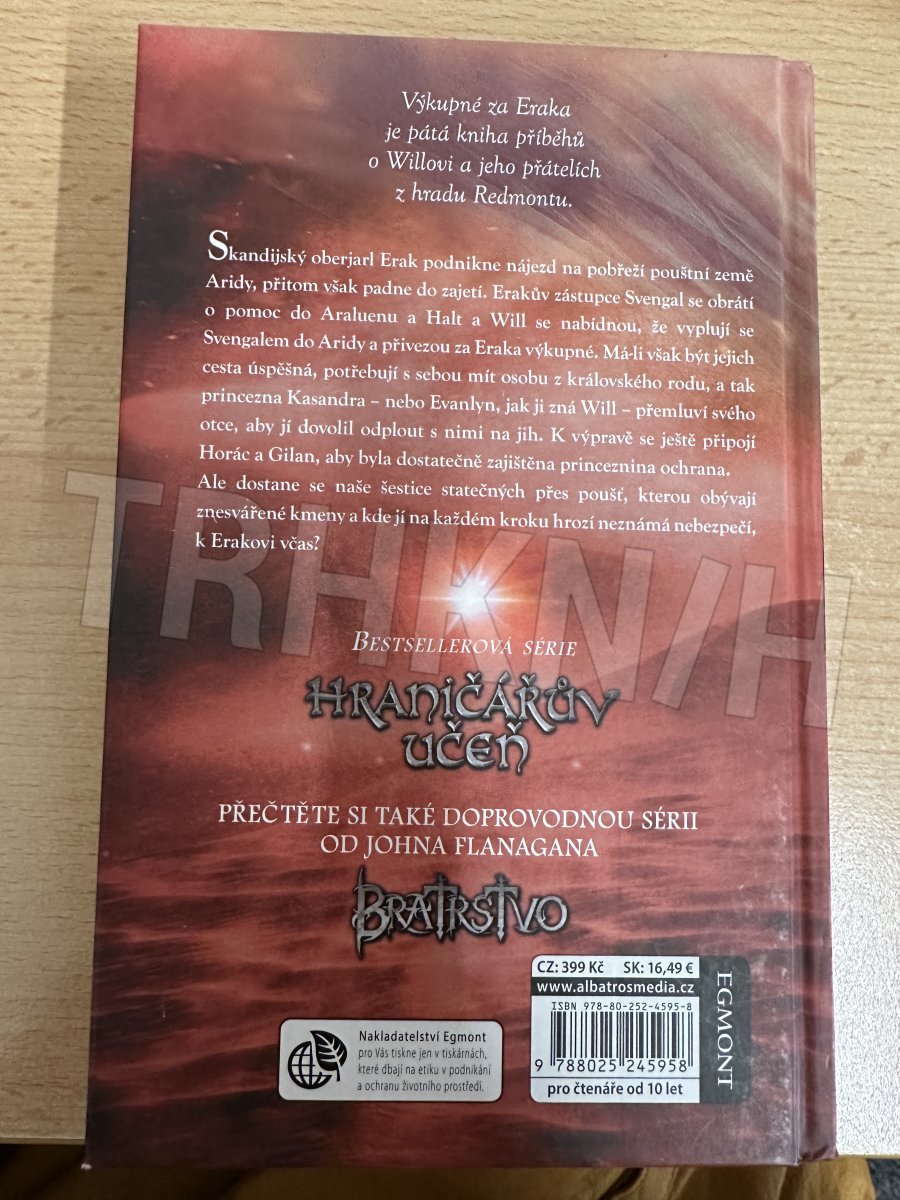 Výkupné za Eraka
je pátá kniha příběhů
o Willovi a jeho přátelích
z hradu Redmontu.
Skandijský oberjarl Erak podnikne nájezd na pobřeží pouštní země
Aridy, přitom však padne do zajetí. Erakův zástupce Svengal se obrátí
o pomoc do Araluenu a Halt a Will se nabídnou, že vyplují se
Svengalem do Aridy a přivezou za Eraka výkupné. Má-li však být jejich
cesta úspěšná, potřebují s sebou mít osobu z královského rodu, a tak
princezna Kasandra – nebo Evanlyn, jak ji zná Will – přemluví svého
otce, aby jí dovolil odplout s nimi na jih. K výpravě se ještě připojí
Horác a Gilan, aby byla dostatečně zajištěna princeznina ochrana.
Ale dostane se naše šestice statečných přes poušť, kterou obývají
znesvářené kmeny a kde jí na každém kroku hrozí neznámá nebezpečí,
k Erakovi včas?
TRHKNIH
Bestsellerová série
Hraničářův
učeň
PŘEČTĚTE SI TAKÉ DOPROVODNOU SÉRII
OD JOHNA FLANAGANA
Bratrstvo
CZ: 399 Kč SK: 16,49 €
www.albatrosmedia.cz
ISBN 978-80-252-4595-8
9 788025 245958
pro čtenáře od 10 let
EGMONT
Nakladatelství Egmont
pro Vás tiskne jen v tiskárnách,
které dbají na etiku v podnikání
a ochranu životního prostředí.